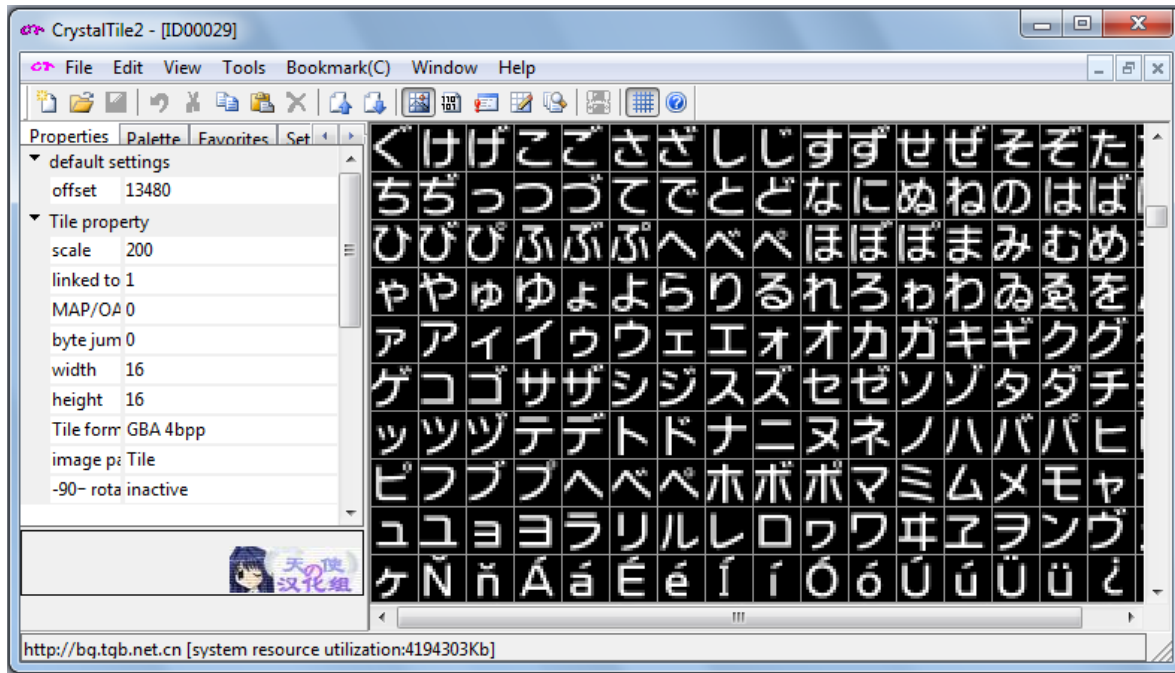 CrystalTile2 - [ID00029]
File Edit View Tools Bookmark(C) Window Help
Properties Palette Favorites Set
default settings
offset 13480
Tile property
scale 200
linked to 1
MAP/OA 0
byte jum 0
width 16
height 16
Tile form GBA 4bpp
image pa Tile
-90− rota inactive
天の使
汉化组
ぐけげこごさざしじすずせぜそぞた
ちぢっつづてでとどなにぬねのはば
ひびぴふぶぷへべぺほぼぽまみむめ
ゃやゅゆょよらりるれろゎわゐゑを
ァアィイゥウェエォオカガキギクグ
ゲコゴサザシジスズセゼソゾタダチ
ッツヅテデトドナニヌネノハバパヒ
ピフブプヘベペホボポマミムメモャ
ュユョヨラリルレロヮワヰヱヲンヴ
ヶÑñÁáÉéÍíÓóÚúÜü¿
http://bg.tgb.net.cn [system resource utilization:4194303Kb]